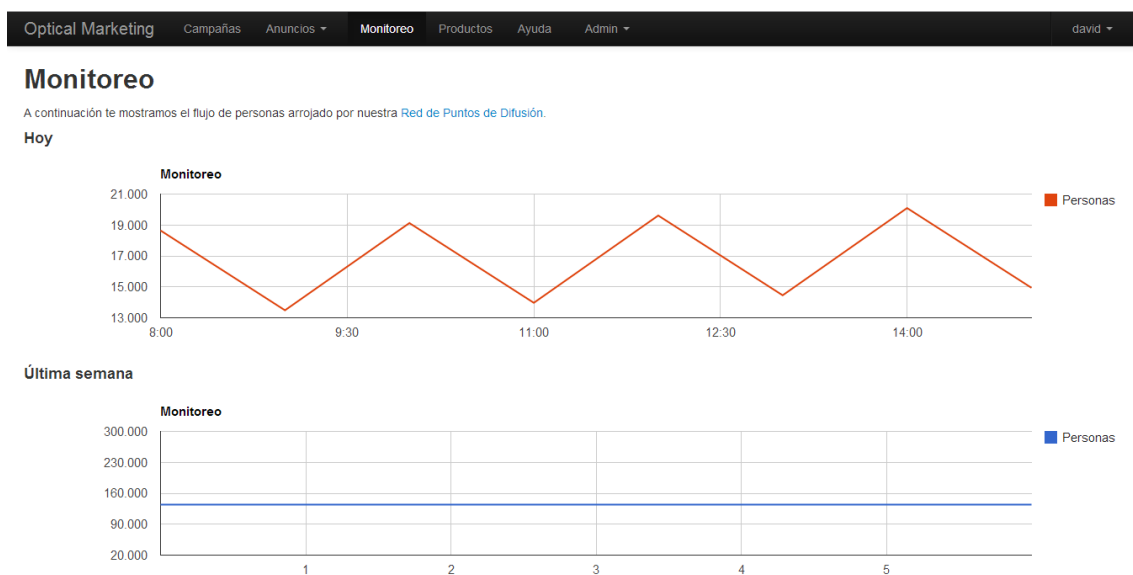 Optical Marketing Campañas Anuncios Monitoreo Productos Ayuda Admin david
Monitoreo
A continuación te mostramos el flujo de personas arrojado por nuestra Red de Puntos de Difusión.
Hoy
Monitoreo
21.000
Personas
19.000
17.000
15.000
13.000
8:00 9:30 11:00 12:30 14:00
Última semana
Monitoreo
300.000
Personas
230.000
160.000
90.000
20.000
1 2 3 4 5